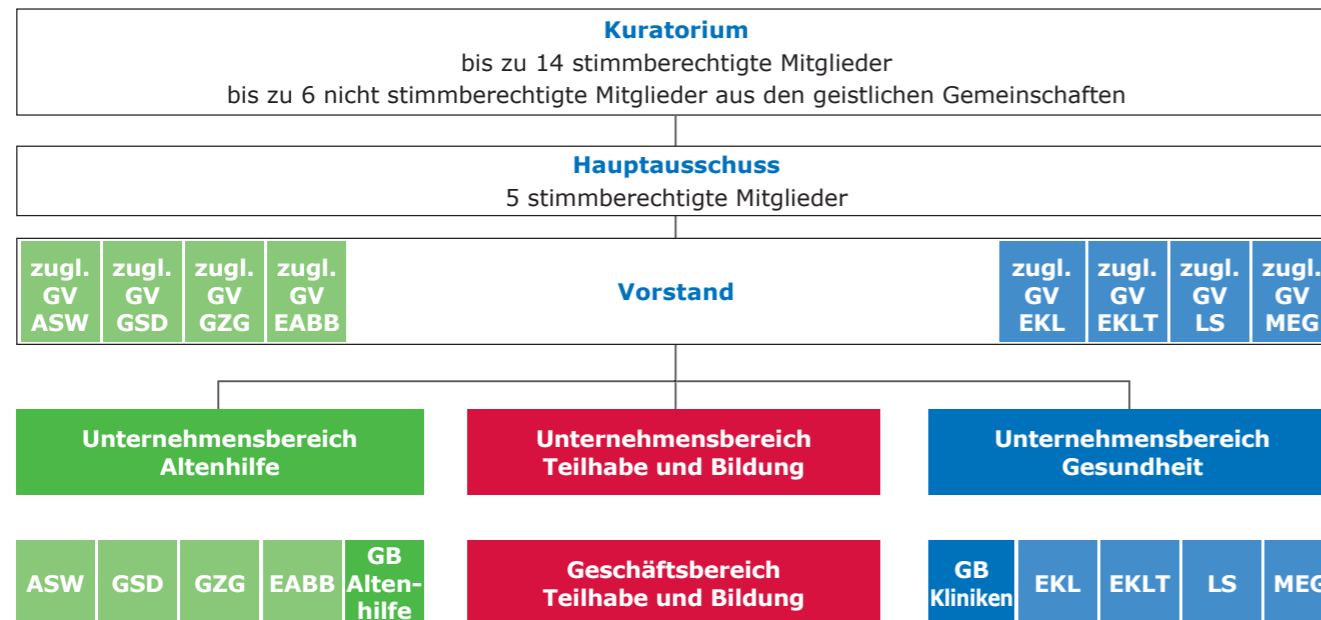 Kuratorium
bis zu 14 stimmberechtigte Mitglieder
bis zu 6 nicht stimmberechtigte Mitglieder aus den geistlichen Gemeinschaften
Hauptausschuss
5 stimmberechtigte Mitglieder
zugl. GV ASW
zugl. GV GSD
zugl. GV GZG
zugl. GV EABB
Vorstand
zugl. GV EKL
zugl. GV EKLT
zugl. GV LS
zugl. GV MEG
Unternehmensbereich
Altenhilfe
Unternehmensbereich
Teilhabe und Bildung
Unternehmensbereich
Gesundheit
ASW
GSD
GZG
EABB
GB
Alten-
hilfe
Geschäftsbereich
Teilhabe und Bildung
GB
Kliniken
EKL
EKLT
LS
MEG